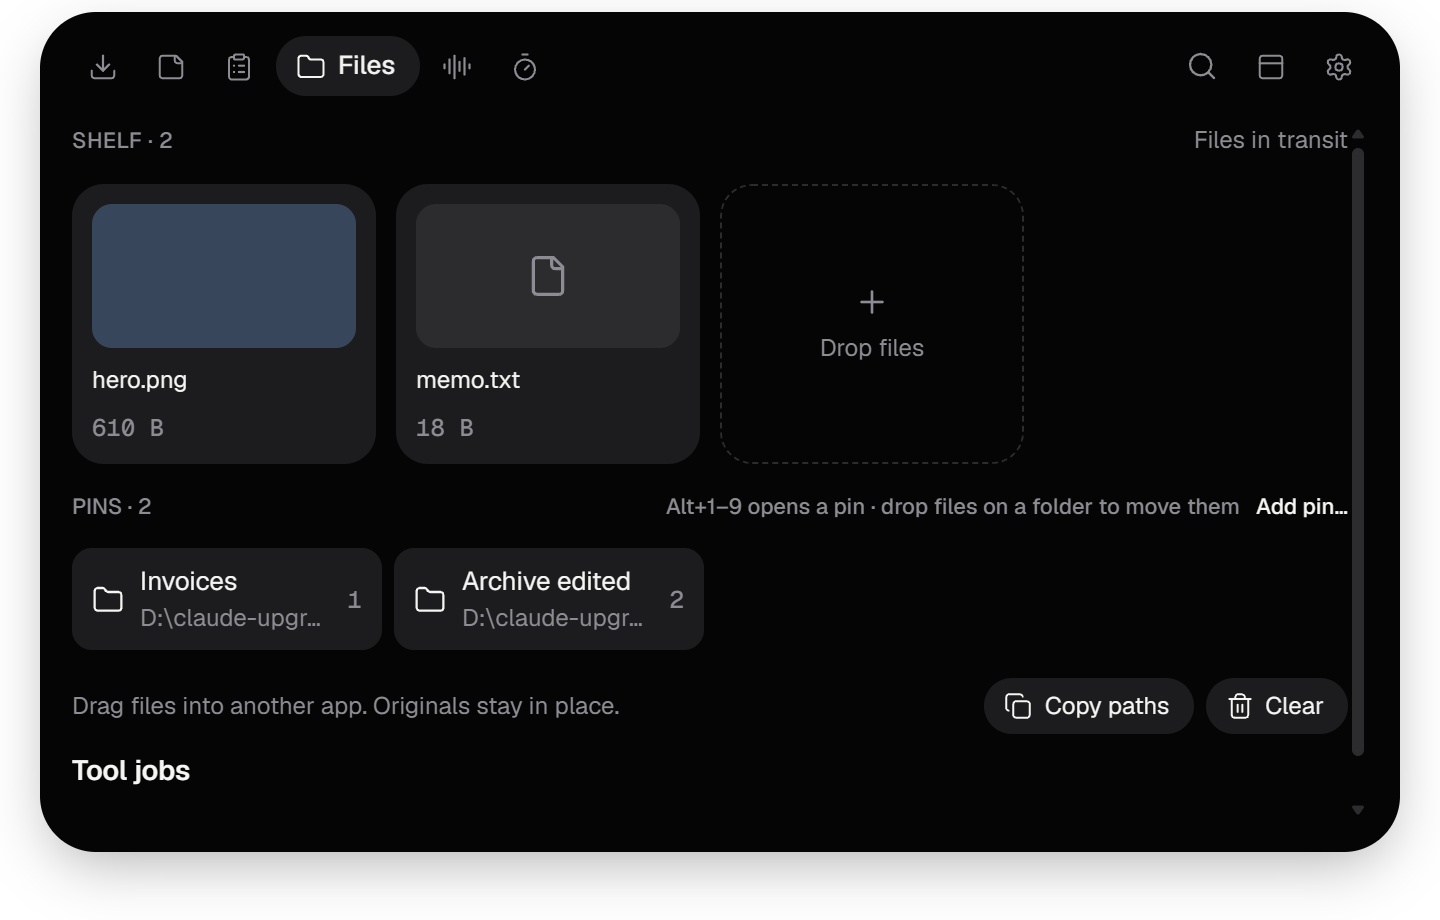 Files
SHELF · 2
Files in transit
hero.png
610 B
memo.txt
18 B
Drop files
PINS · 2
Alt+1–9 opens a pin · drop files on a folder to move them
Add pin…
Invoices
D:\claude-upgr…
1
Archive edited
D:\claude-upgr…
2
Drag files into another app. Originals stay in place.
Copy paths
Clear
Tool jobs